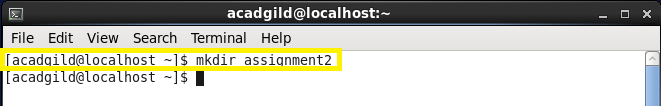 acadgild@localhost:~
File Edit View Search Terminal Help
[acadgild@localhost ~]$ mkdir assignment2
[acadgild@localhost ~]$